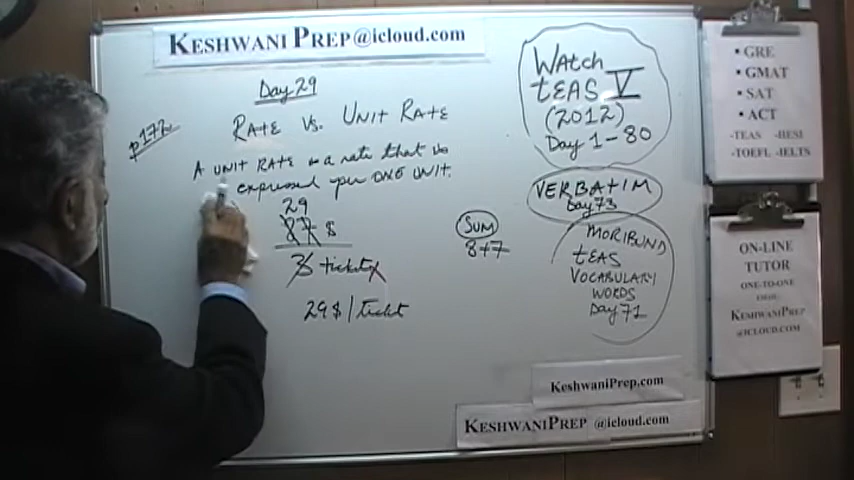 KESHWANI PREP@icloud.com
Day 29
p172
RATE VS. UNIT RATE
A UNIT RATE is a rate that is
expressed per ONE UNIT.
29
87 $
3 tickets
29$/ticket
SUM
8+7
WAtch
tEAS V
(2012)
Day 1-80
VERBATIM
Day 73
MORIBUND
tEAS
VOCABULARY
WORDS
Day 71
• GRE
• GMAT
• SAT
• ACT
-TEAS -HESI
-TOEFL -IELTS
ON-LINE
TUTOR
ONE-TO-ONE
KESHWANIPREP
@ICLOUD.COM
KeshwaniPrep.com
KESHWANIPREP @icloud.com